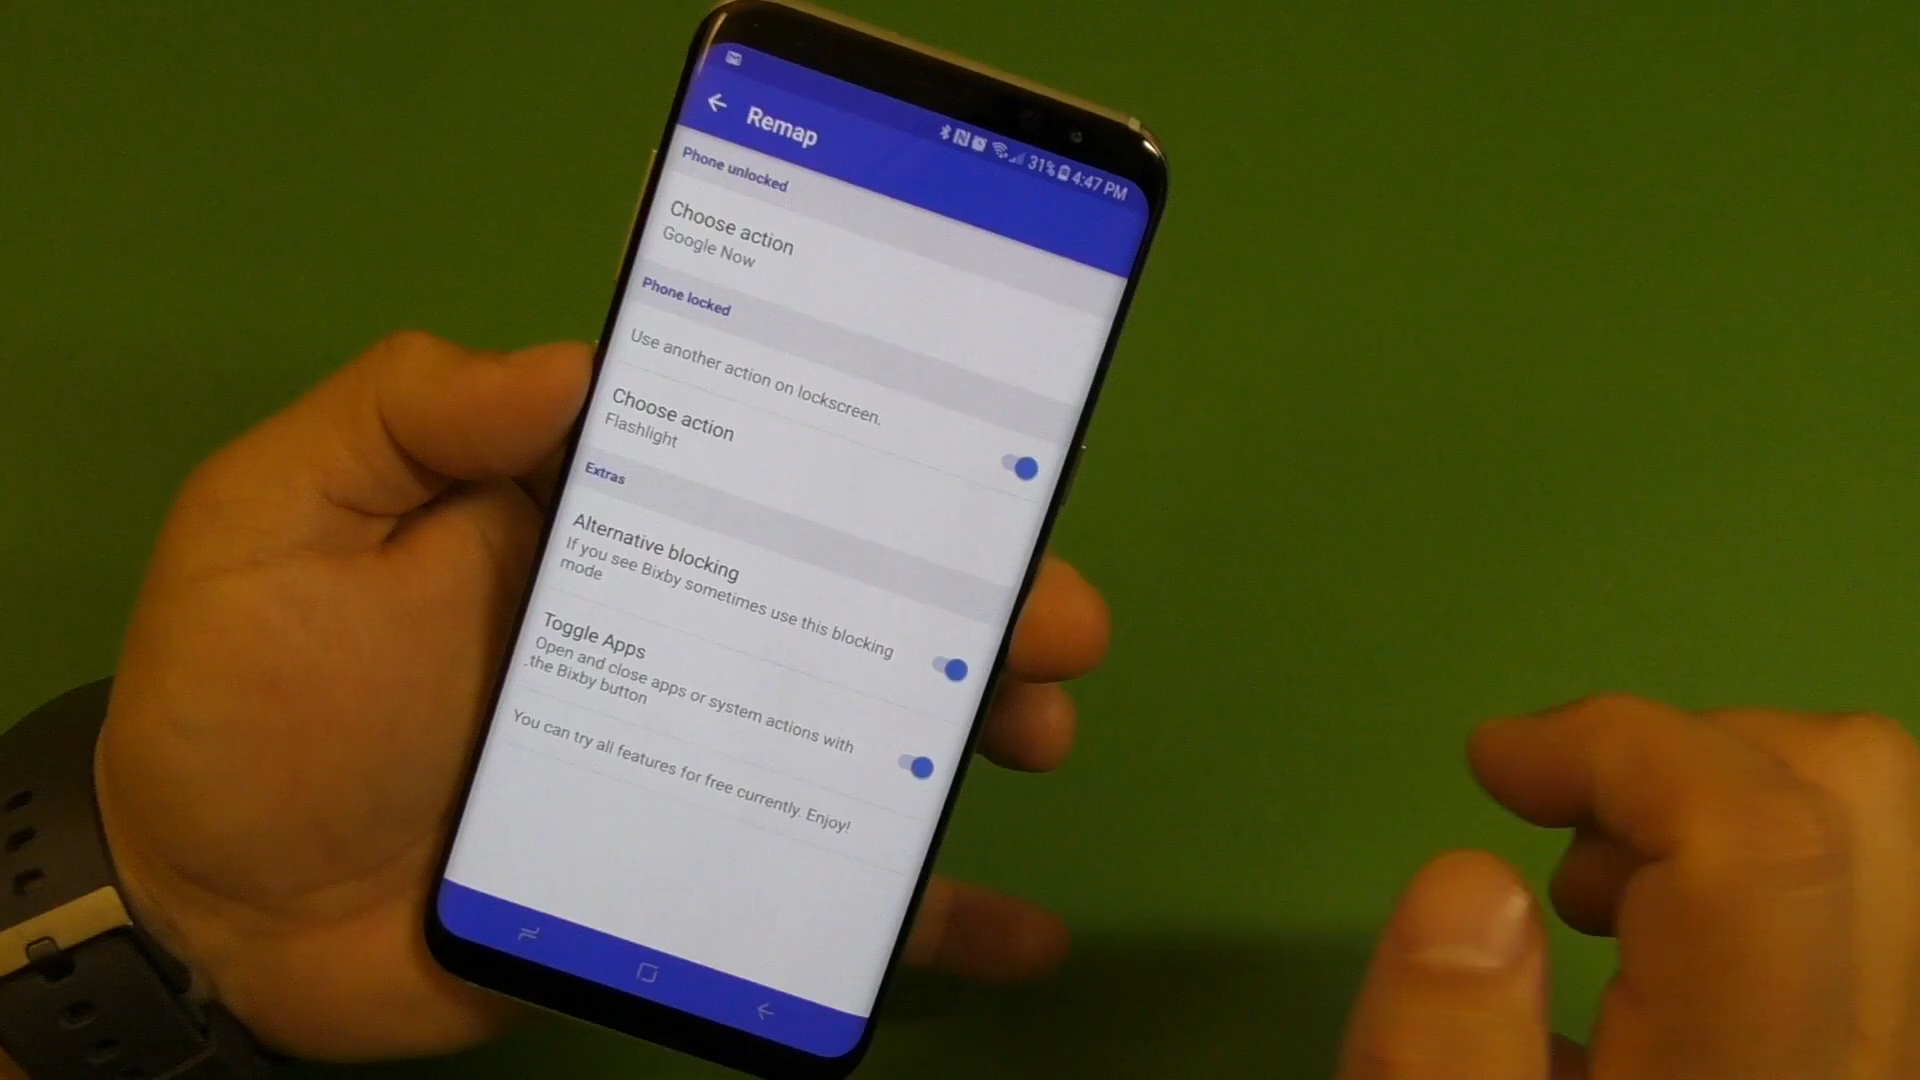 31% 4:47 PM
Remap
Phone unlocked
Choose action
Google Now
Phone locked
Use another action on lockscreen.
Choose action
Flashlight
Extras
Alternative blocking
If you see Bixby sometimes use this blocking
mode
Toggle Apps
Open and close apps or system actions with
.the Bixby button
You can try all features for free currently. Enjoy!